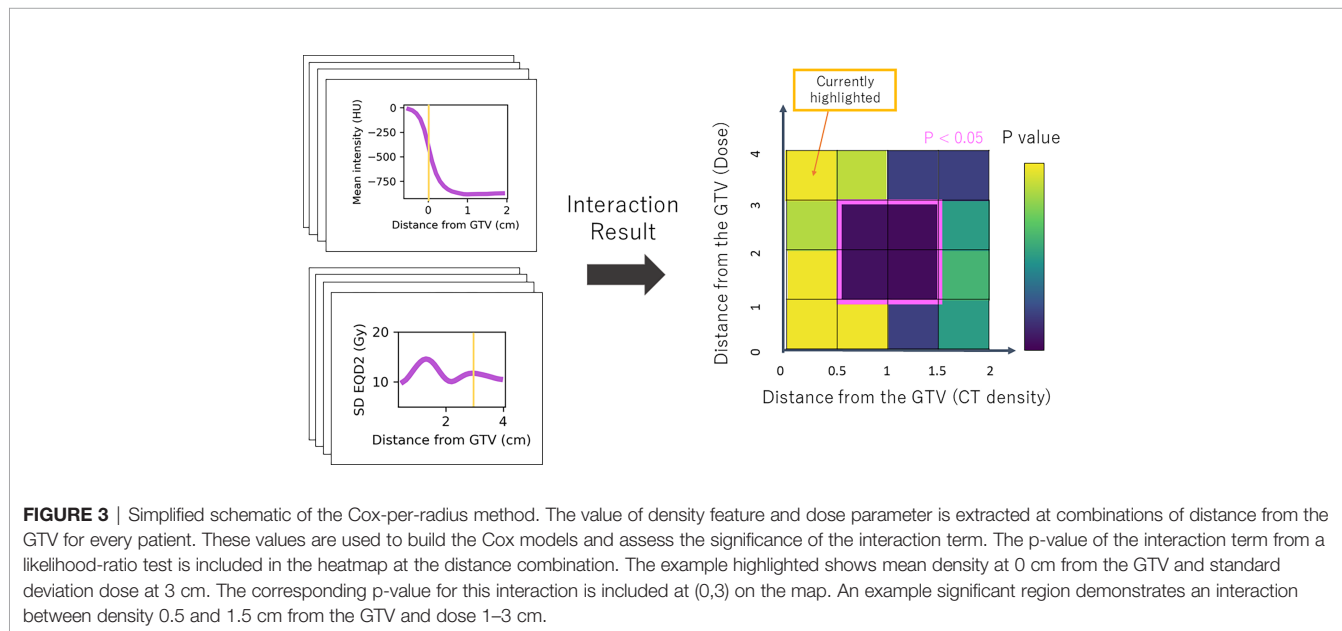 Mean intensity (HU)
0
−250
−500
−750
0 1 2
Distance from GTV (cm)
SD EQD2 (Gy)
20
10
2 4
Distance from GTV (cm)
Interaction
Result
Currently
highlighted
P < 0.05 P value
Distance from the GTV (Dose)
4
3
2
1
0
0 0.5 1 1.5 2
Distance from the GTV (CT density)
FIGURE 3 | Simplified schematic of the Cox-per-radius method. The value of density feature and dose parameter is extracted at combinations of distance from the
GTV for every patient. These values are used to build the Cox models and assess the significance of the interaction term. The p-value of the interaction term from a
likelihood-ratio test is included in the heatmap at the distance combination. The example highlighted shows mean density at 0 cm from the GTV and standard
deviation dose at 3 cm. The corresponding p-value for this interaction is included at (0,3) on the map. An example significant region demonstrates an interaction
between density 0.5 and 1.5 cm from the GTV and dose 1–3 cm.